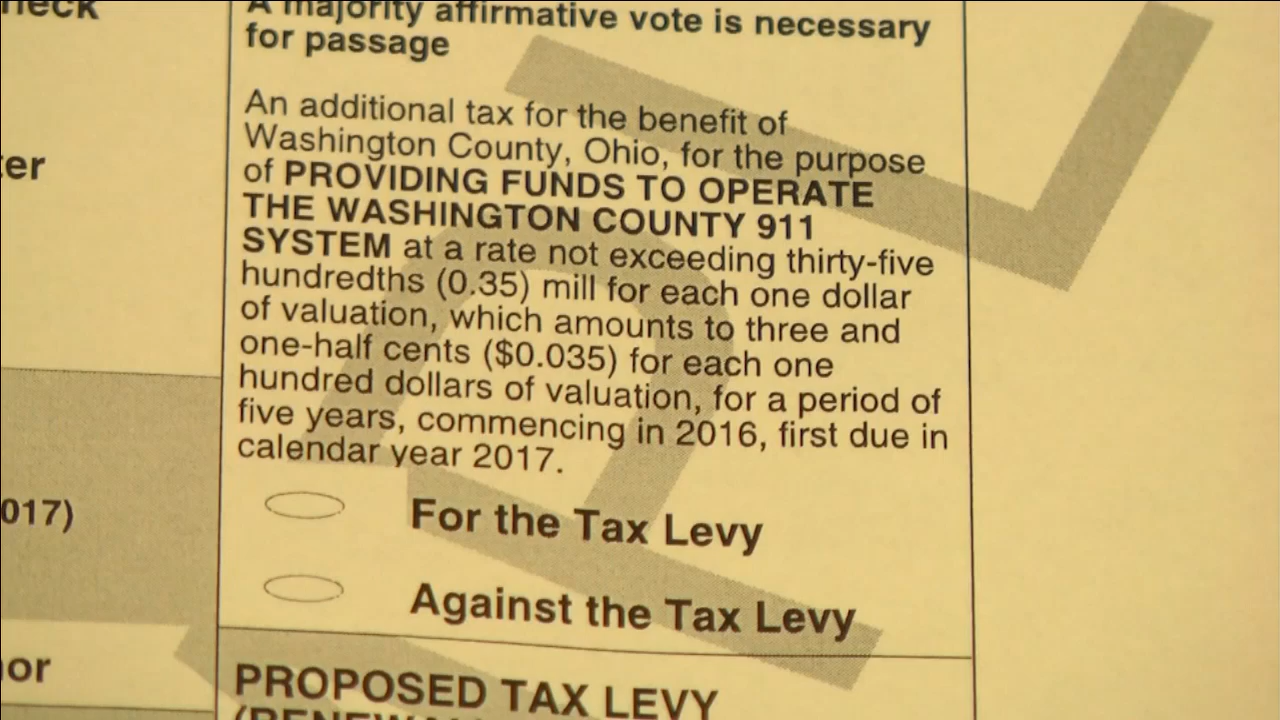 A majority affirmative vote is necessary
for passage
An additional tax for the benefit of
Washington County, Ohio, for the purpose
of PROVIDING FUNDS TO OPERATE
THE WASHINGTON COUNTY 911
SYSTEM at a rate not exceeding thirty-five
hundredths (0.35) mill for each one dollar
of valuation, which amounts to three and
one-half cents ($0.035) for each one
hundred dollars of valuation, for a period of
five years, commencing in 2016, first due in
calendar year 2017.
For the Tax Levy
Against the Tax Levy
PROPOSED TAX LEVY
er
017)
or